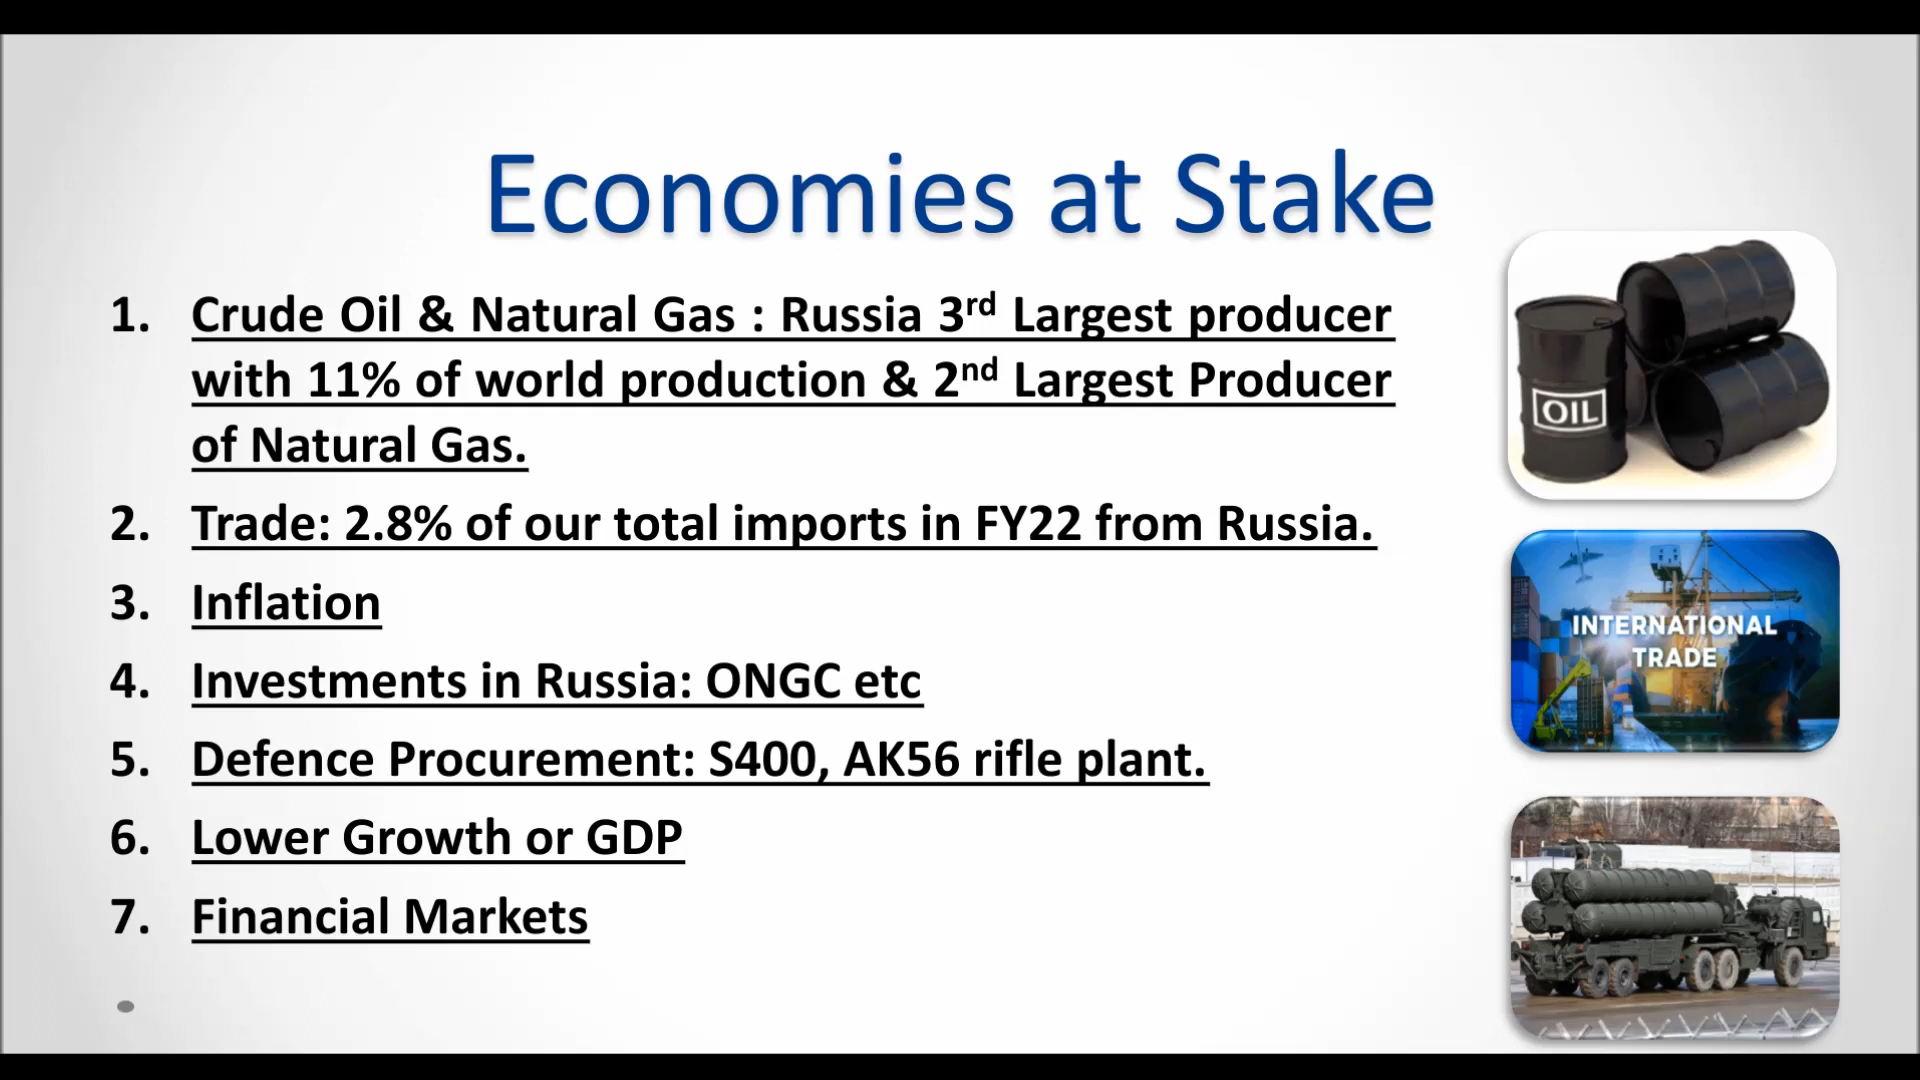 Economies at Stake
1. Crude Oil & Natural Gas : Russia 3rd Largest producer
with 11% of world production & 2nd Largest Producer
of Natural Gas.
2. Trade: 2.8% of our total imports in FY22 from Russia.
3. Inflation
4. Investments in Russia: ONGC etc
5. Defence Procurement: S400, AK56 rifle plant.
6. Lower Growth or GDP
7. Financial Markets
OIL
INTERNATIONAL
TRADE